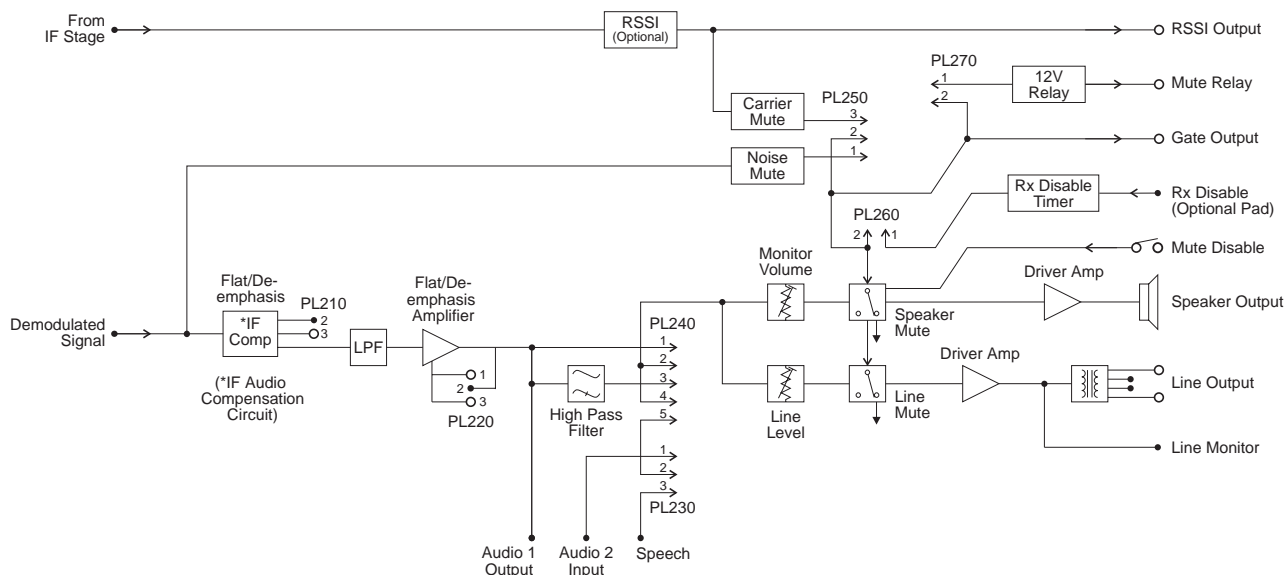 From
IF Stage
RSSI
(Optional)
RSSI Output
PL270
1
2
12V
Relay
Mute Relay
Carrier
Mute
PL250
3
2
1
Gate Output
Noise
Mute
Rx Disable
Timer
Rx Disable
(Optional Pad)
PL260
2
1
Mute Disable
Monitor
Volume
Driver Amp
Speaker Output
Speaker
Mute
Flat/De-
emphasis
PL210
2
3
*IF
Comp
Flat/De-
emphasis
Amplifier
Demodulated
Signal
LPF
(*IF Audio
Compensation
Circuit)
1
2
3
PL220
High Pass
Filter
PL240
1
2
3
4
5
1
2
3
PL230
Driver Amp
Line
Level
Line
Mute
Line Output
Line Monitor
Audio 1
Output
Audio 2
Input
Speech